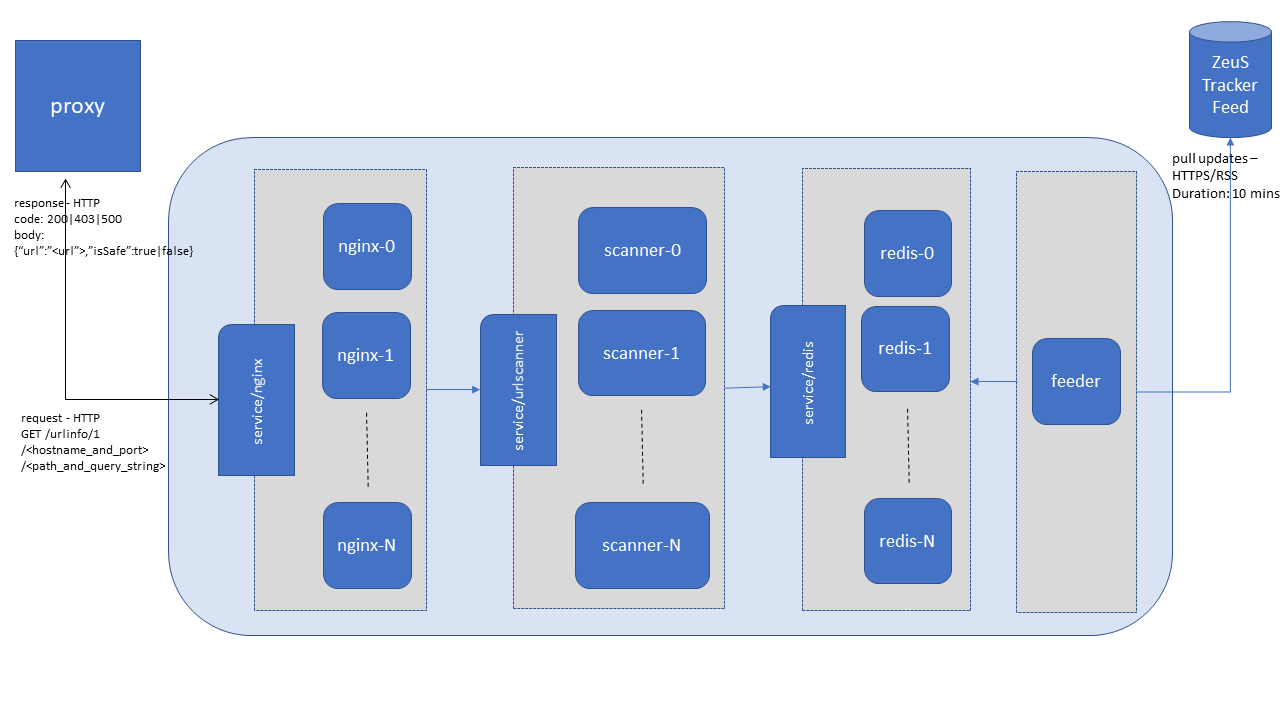 proxy
ZeuS
Tracker
Feed
pull updates –
HTTPS/RSS
Duration: 10 mins
response - HTTP
code: 200|403|500
body:
{“url”:”<url”>,”isSafe”:true|false}
request - HTTP
GET /urlinfo/1
/<hostname_and_port>
/<path_and_query_string>
service/nginx
nginx-0
nginx-1
nginx-N
service/urlscanner
scanner-0
scanner-1
scanner-N
service/redis
redis-0
redis-1
redis-N
feeder